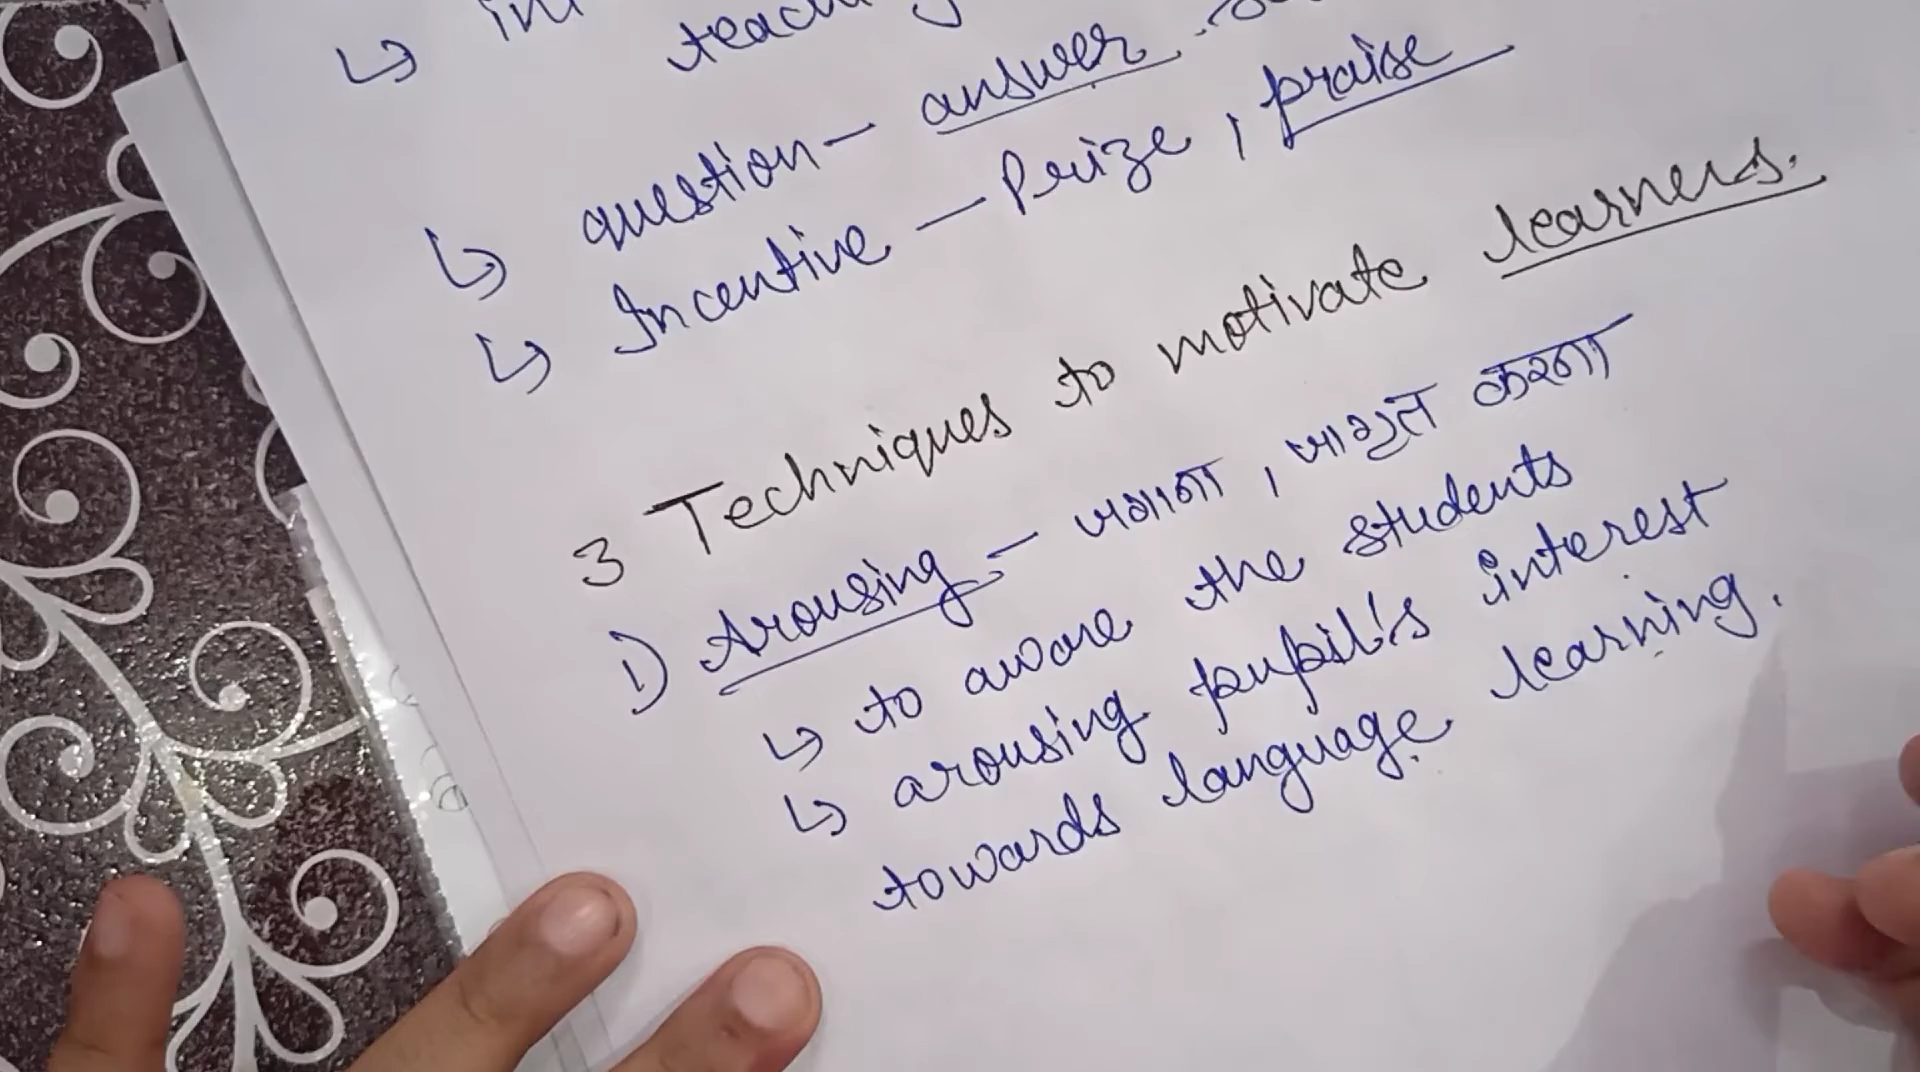 ↳
↳ question - answer
↳ Incentive - Prize, praise
3 Techniques to motivate learners.
1) Arousing - जगाना, जाग्रत करना
↳ to aware the students
↳ arousing pupil's interest
towards language learning.